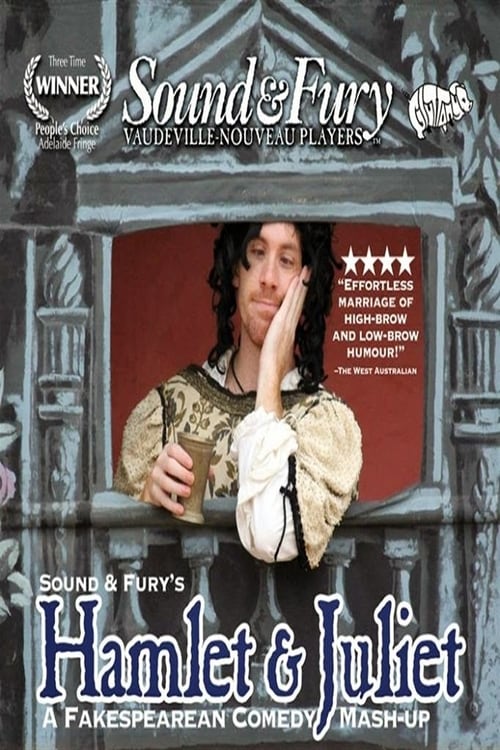 Three Time
WINNER
People's Choice
Adelaide Fringe
Sound & Fury
VAUDEVILLE-NOUVEAU PLAYERS™
★★★★
"EFFORTLESS
MARRIAGE OF
HIGH-BROW
AND LOW-BROW
HUMOUR!"
–THE WEST AUSTRALIAN
SOUND & FURY'S
Hamlet & Juliet
A FAKESPEAREAN COMEDY MASH-UP